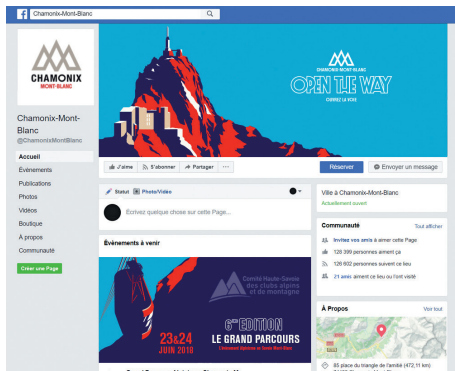 Chamonix-Mont-Blanc
CHAMONIX
MONT-BLANC
Chamonix-Mont-Blanc
@ChamonixMontBlanc
Accueil
Évènements
Publications
Photos
Vidéos
Boutique
À propos
Communauté
Créer une Page
CHAMONIX
MONT-BLANC
OPEN THE WAY
OUVREZ LA VOIE
J'aime
S'abonner
Partager
Réserver
Envoyer un message
Statut
Photo/Vidéo
Écrivez quelque chose sur cette Page...
Évènements à venir
Comité Haute-Savoie
des clubs alpins
et de montagne
6ème EDITION
23&24
JUIN 2018
LE GRAND PARCOURS
Ville à Chamonix-Mont-Blanc
Actuellement ouvert
Communauté
Tout afficher
Invitez vos amis à aimer cette Page
128 399 personnes aiment ça
126 602 personnes suivent ce lieu
21 amis aiment ce lieu ou l'ont visité
À Propos
Voir tout
85 place du triangle de l'amitié (472,11 km)